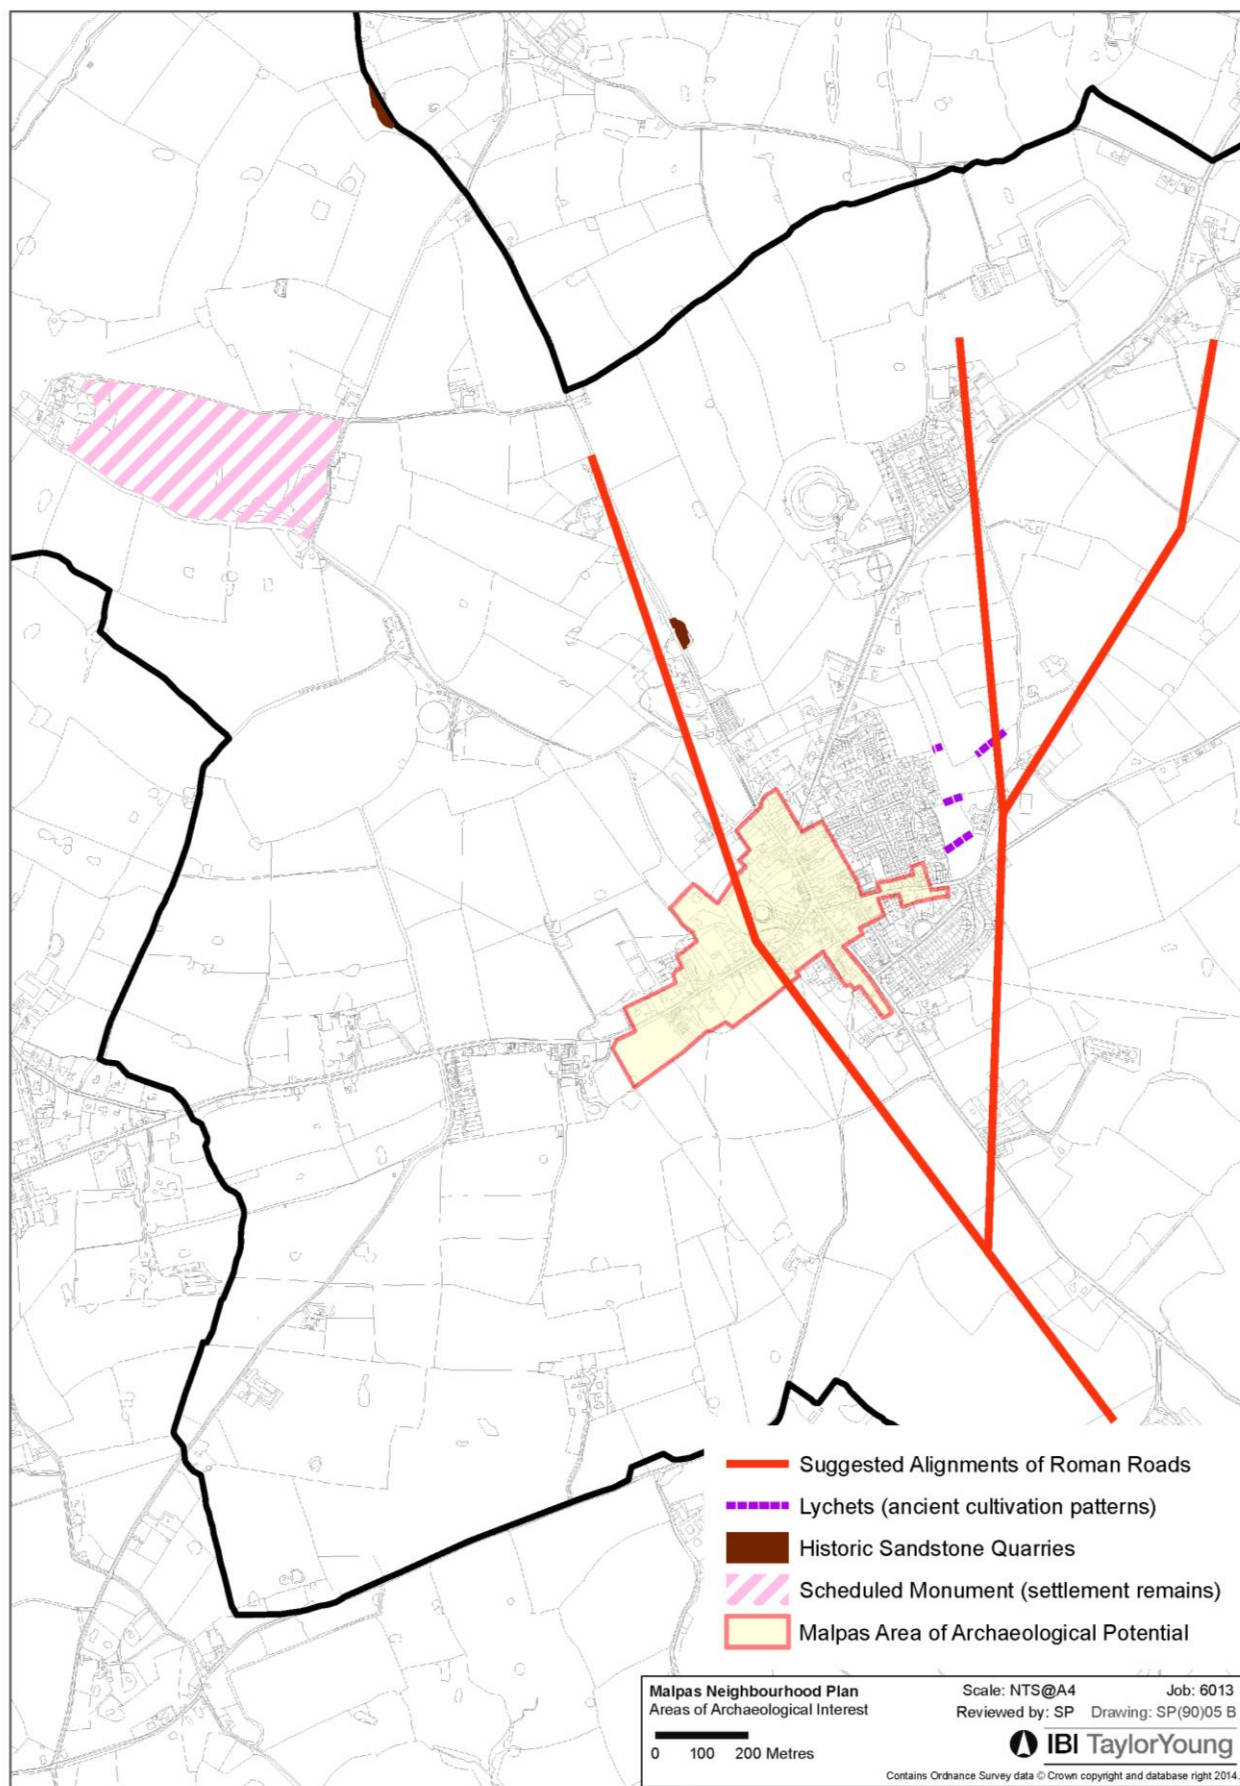 Suggested Alignments of Roman Roads
Lychets (ancient cultivation patterns)
Historic Sandstone Quarries
Scheduled Monument (settlement remains)
Malpas Area of Archaeological Potential
Malpas Neighbourhood Plan
Areas of Archaeological Interest
0 100 200 Metres
Scale: NTS@A4 Job: 6013
Reviewed by: SP Drawing: SP(90)05 B
IBI TaylorYoung
Contains Ordnance Survey data © Crown copyright and database right 2014.